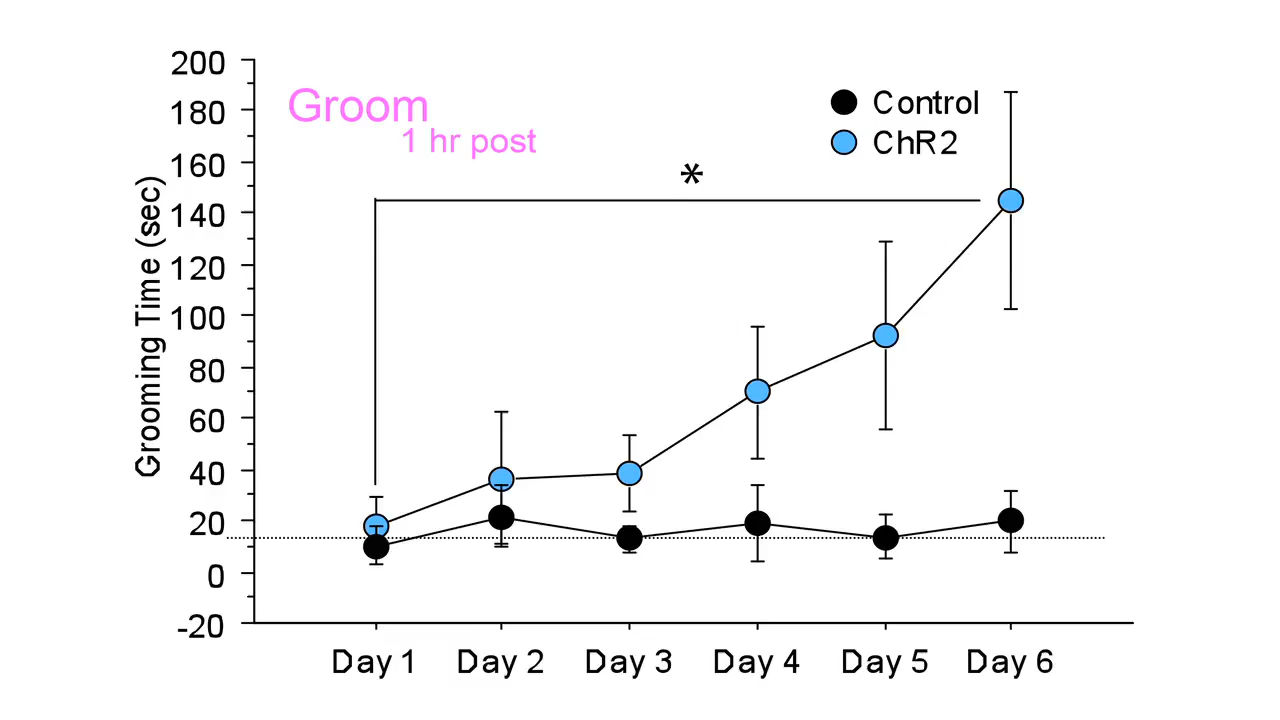 Groom
1 hr post
*
Control
ChR2
Grooming Time (sec)
200
180
160
140
120
100
80
60
40
20
0
-20
Day 1 Day 2 Day 3 Day 4 Day 5 Day 6